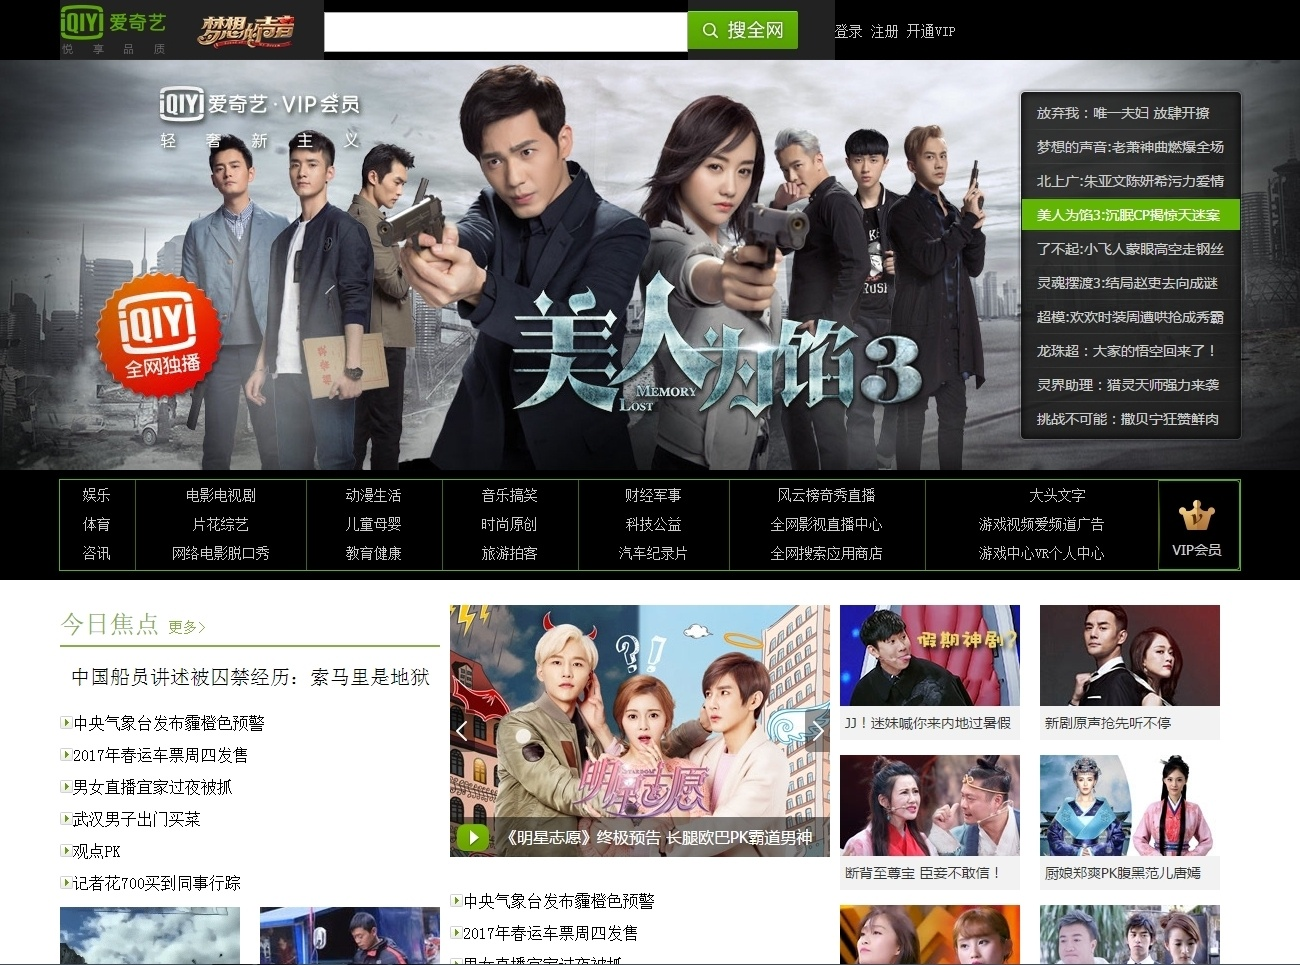 iQIYI 爱奇艺
悦享品质
梦想的声音
搜全网
登录 注册 开通VIP
iQIYI 爱奇艺·VIP会员
轻奢新主义
iQIYI
全网独播
美人为馅3
MEMORY
LOST
放弃我：唯一夫妇 放肆开撩
梦想的声音:老萧神曲燃爆全场
北上广:朱亚文陈妍希污力爱情
美人为馅3:沉眠CP揭惊天迷案
了不起:小飞人蒙眼高空走钢丝
灵魂摆渡3:结局赵吏去向成谜
超模:欢欢时装周遭哄抢成秀霸
龙珠超：大家的悟空回来了！
灵界助理：猎灵天师强力来袭
挑战不可能：撒贝宁狂赞鲜肉
娱乐 电影电视剧 动漫生活 音乐搞笑 财经军事 风云榜奇秀直播 大头文字
体育 片花综艺 儿童母婴 时尚原创 科技公益 全网影视直播中心 游戏视频爱频道广告
咨讯 网络电影脱口秀 教育健康 旅游拍客 汽车纪录片 全网搜索应用商店 游戏中心VR个人中心
VIP会员
今日焦点 更多>
中国船员讲述被囚禁经历：索马里是地狱
中央气象台发布霾橙色预警
2017年春运车票周四发售
男女直播宜家过夜被抓
武汉男子出门买菜
观点PK
记者花700买到同事行踪
明星志愿
《明星志愿》终极预告 长腿欧巴PK霸道男神
中央气象台发布霾橙色预警
2017年春运车票周四发售
男女直播宜家过夜被抓
假期神剧?
JJ！迷妹喊你来内地过暑假
新剧原声抢先听不停
断背至尊宝 臣妾不敢信！
厨娘郑爽PK腹黑范儿唐嫣